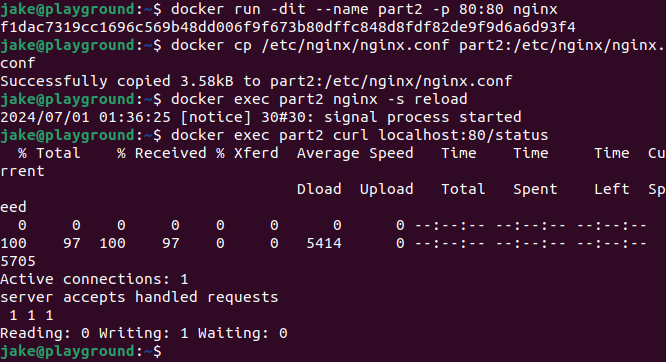 jake@playground:~$ docker run -dit --name part2 -p 80:80 nginx
f1dac7319cc1696c569b48dd006f9f673b80dffc848d8fdf82de9f9d6a6d93f4
jake@playground:~$ docker cp /etc/nginx/nginx.conf part2:/etc/nginx/nginx.
conf
Successfully copied 3.58kB to part2:/etc/nginx/nginx.conf
jake@playground:~$ docker exec part2 nginx -s reload
2024/07/01 01:36:25 [notice] 30#30: signal process started
jake@playground:~$ docker exec part2 curl localhost:80/status
  % Total    % Received % Xferd  Average Speed   Time    Time     Time  Cu
rrent
                                 Dload  Upload   Total   Spent    Left  Sp
eed
  0     0    0     0    0     0      0      0 --:--:-- --:--:-- --:--:--
100    97  100    97    0     0   5414      0 --:--:-- --:--:-- --:--:--
5705
Active connections: 1
server accepts handled requests
 1 1 1
Reading: 0 Writing: 1 Waiting: 0
jake@playground:~$